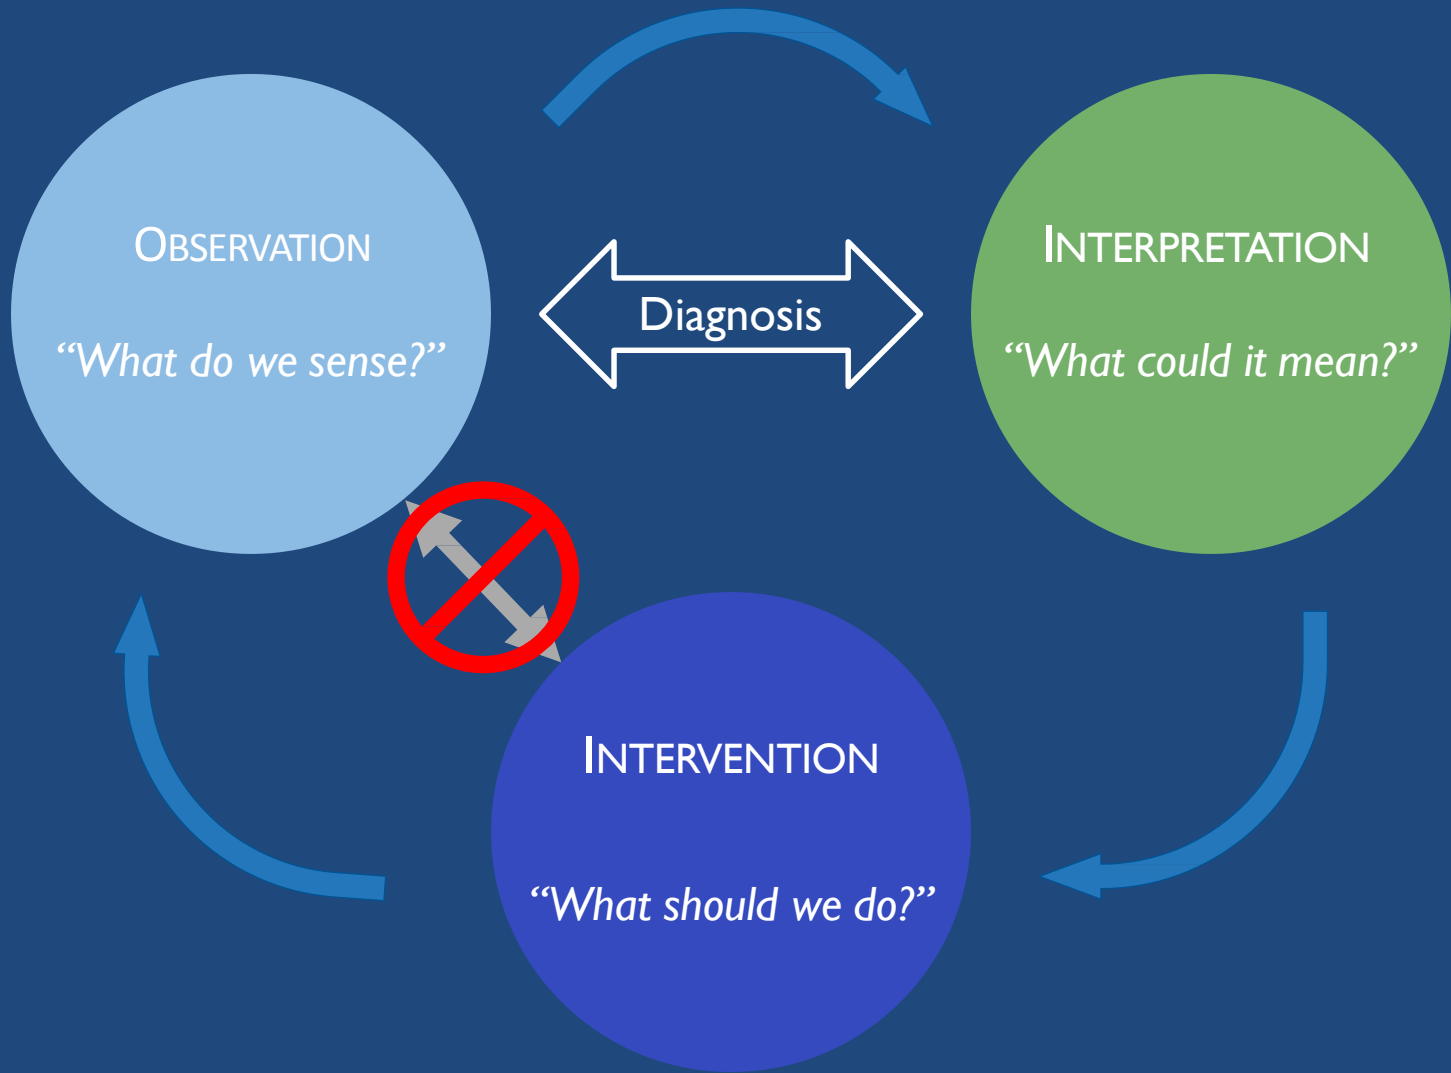 OBSERVATION
“What do we sense?”
Diagnosis
INTERPRETATION
“What could it mean?”
INTERVENTION
“What should we do?”